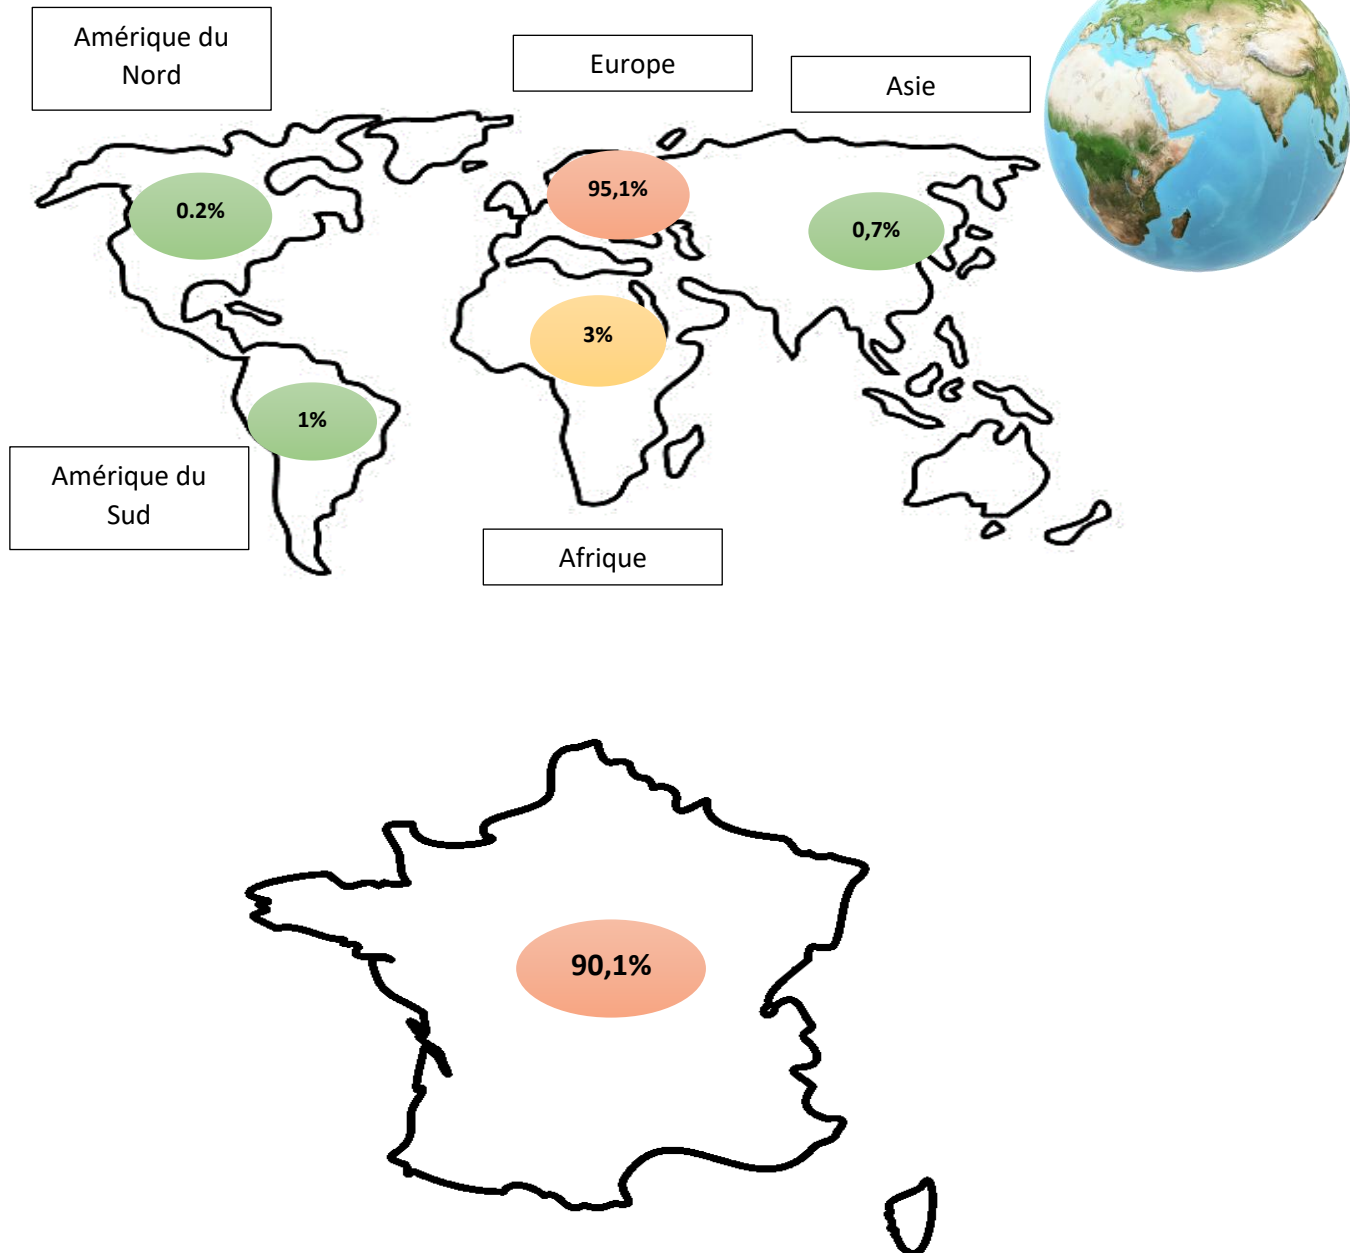 Amérique du
Nord
Europe
Asie
0.2%
95,1%
0,7%
3%
1%
Amérique du
Sud
Afrique
90,1%